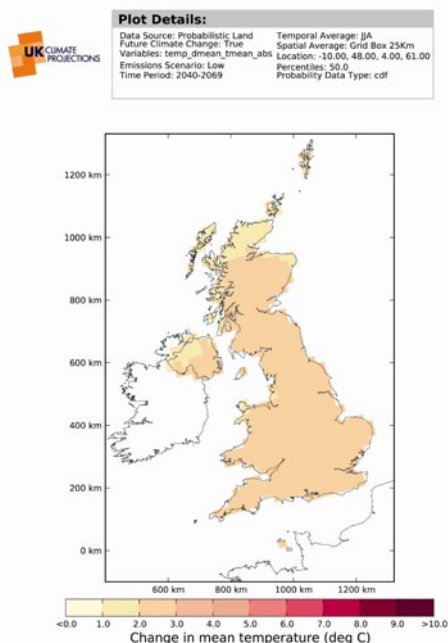 Plot Details:
UK CLIMATE
PROJECTIONS
Data Source: Probabilistic Land
Future Climate Change: True
Variables: temp_dmean_tmean_abs
Emissions Scenario: Low
Time Period: 2040-2069
Temporal Average: JJA
Spatial Average: Grid Box 25Km
Location: -10.00, 48.00, 4.00, 61.00
Percentiles: 50.0
Probability Data Type: cdf
1200 km
1000 km
800 km
600 km
400 km
200 km
0 km
600 km 800 km 1000 km 1200 km
<0.0 1.0 2.0 3.0 4.0 5.0 6.0 7.0 8.0 9.0 >10.0
Change in mean temperature (deg C)